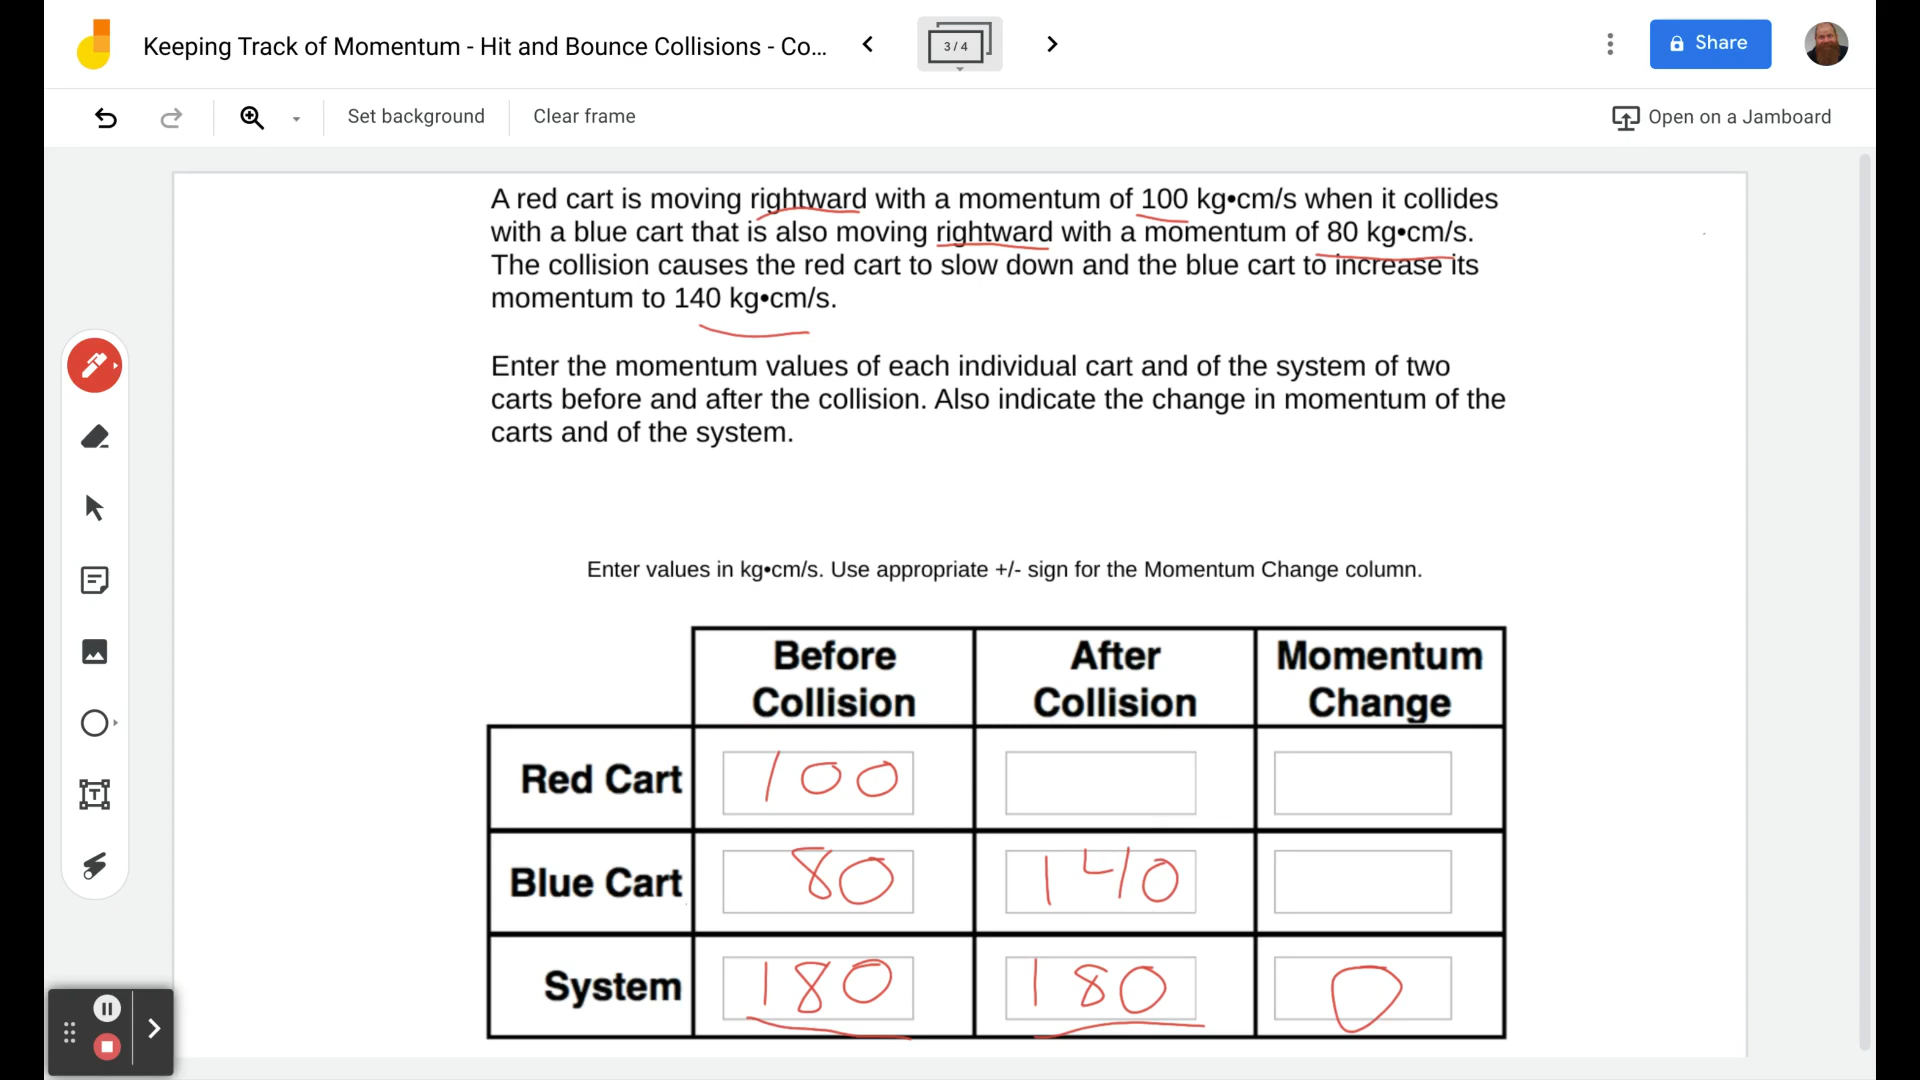 Keeping Track of Momentum - Hit and Bounce Collisions - Co...
3 / 4
Share
Set background
Clear frame
Open on a Jamboard
A red cart is moving rightward with a momentum of 100 kg•cm/s when it collides
with a blue cart that is also moving rightward with a momentum of 80 kg•cm/s.
The collision causes the red cart to slow down and the blue cart to increase its
momentum to 140 kg•cm/s.
Enter the momentum values of each individual cart and of the system of two
carts before and after the collision. Also indicate the change in momentum of the
carts and of the system.
Enter values in kg•cm/s. Use appropriate +/- sign for the Momentum Change column.
Before Collision After Collision Momentum Change
Red Cart 100
Blue Cart 80 140
System 180 180 0